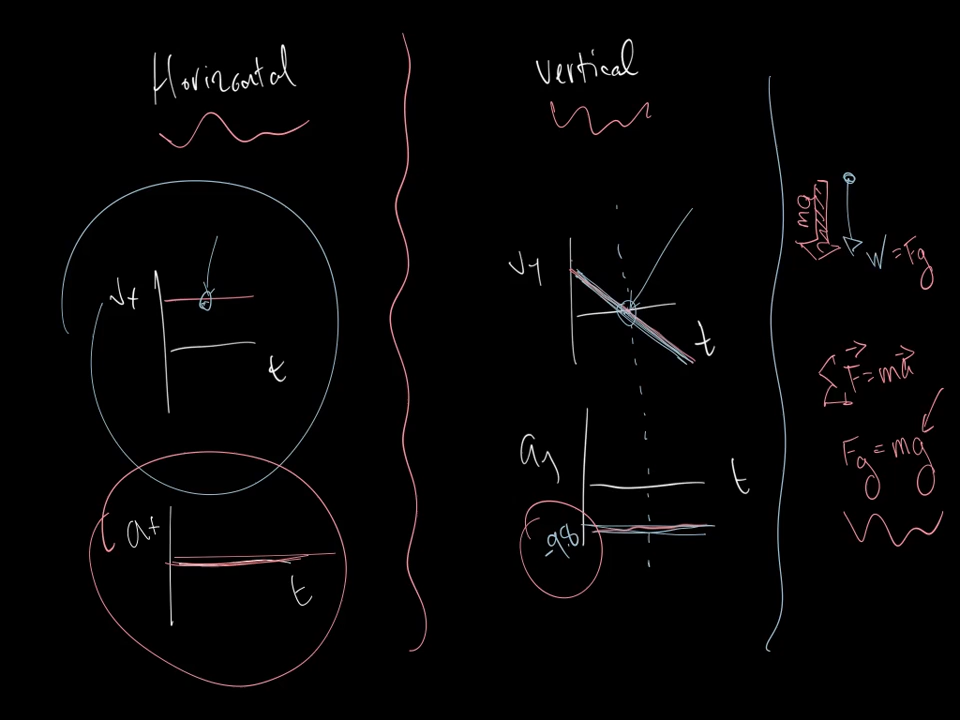 Horizontal
Vertical
mg
W = Fg
Vx
t
Vy
t
ΣF = ma
Fg = mg
ay
t
-9.8
ax
t